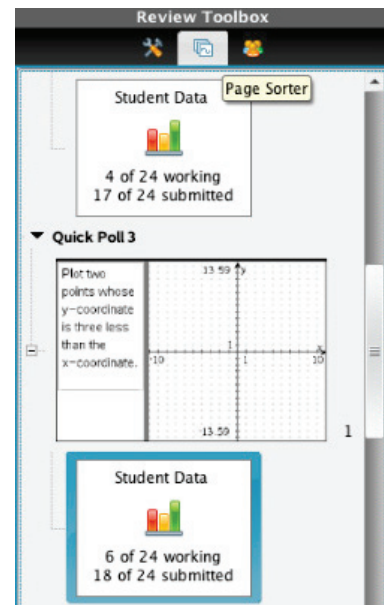 Review Toolbox
Page Sorter
Student Data
4 of 24 working
17 of 24 submitted
Quick Poll 3
Plot two
points whose
y-coordinate
is three less
than the
x-coordinate.
13.59 y
x
1
-10
1
10
-13.59
1
Student Data
6 of 24 working
18 of 24 submitted